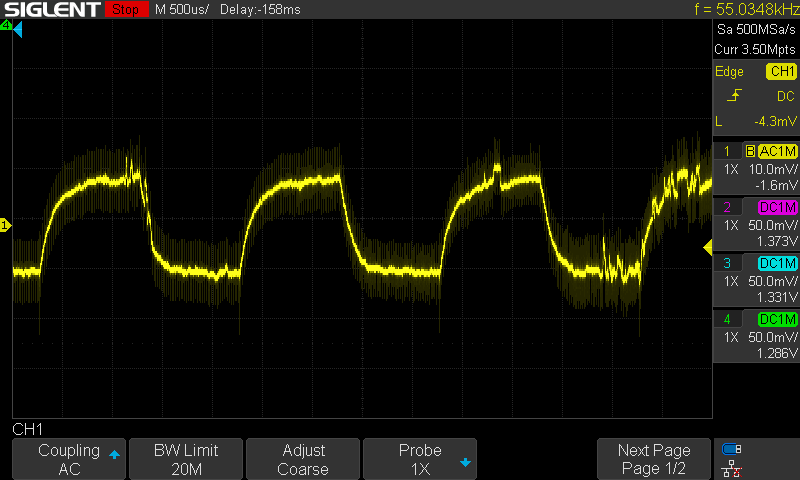 SIGLENT Stop M 500us/ Delay:-158ms f = 55.0348kHz
4
Sa 500MSa/s
Curr 3.50Mpts
Edge CH1
DC
L -4.3mV
1 B AC1M
1X 10.0mV/
-1.6mV
2 DC1M
1X 50.0mV/
1.373V
3 DC1M
1X 50.0mV/
1.331V
4 DC1M
1X 50.0mV/
1.286V
1
CH1
Coupling
AC
BW Limit
20M
Adjust
Coarse
Probe
1X
Next Page
Page 1/2